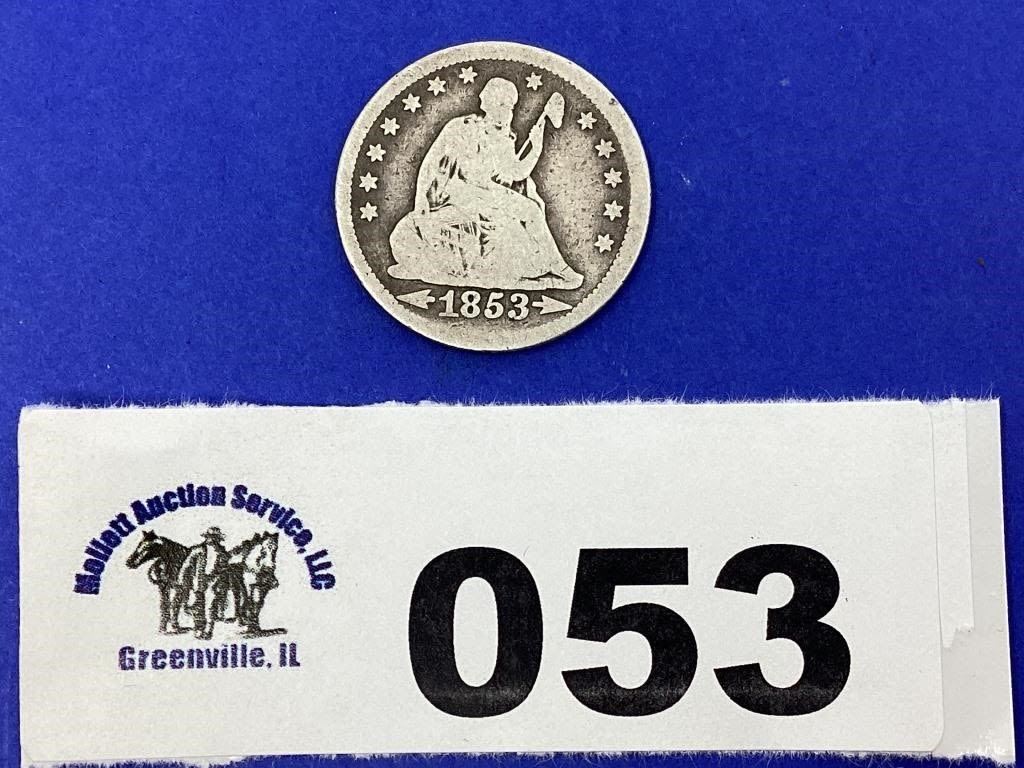 1853
Mollett Auction Service, LLC
Greenville, IL
053